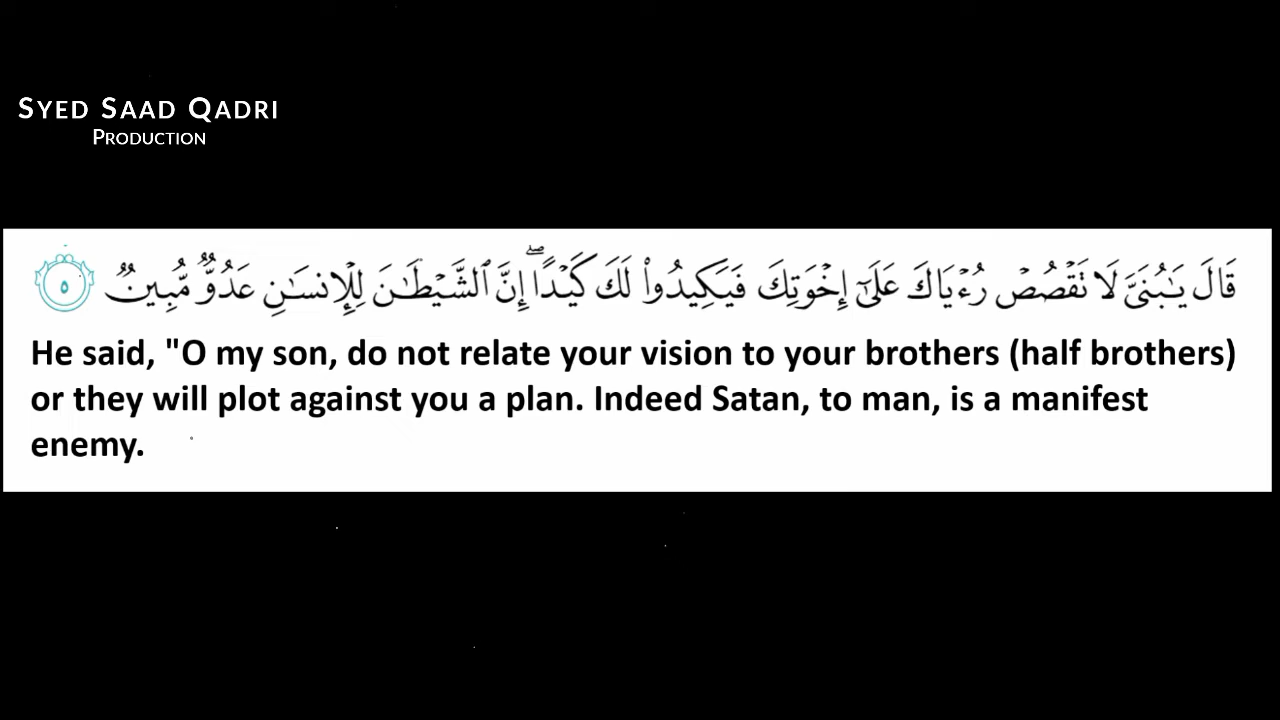 SYED SAAD QADRI
PRODUCTION
قَالَ يَـٰبُنَىَّ لَا تَقْصُصْ رُءْيَاكَ عَلَىٰٓ إِخْوَتِكَ فَيَكِيدُوا۟ لَكَ كَيْدًا ۖ إِنَّ ٱلشَّيْطَـٰنَ لِلْإِنسَـٰنِ عَدُوٌّ مُّبِينٌ ٥
He said, "O my son, do not relate your vision to your brothers (half brothers)
or they will plot against you a plan. Indeed Satan, to man, is a manifest
enemy.